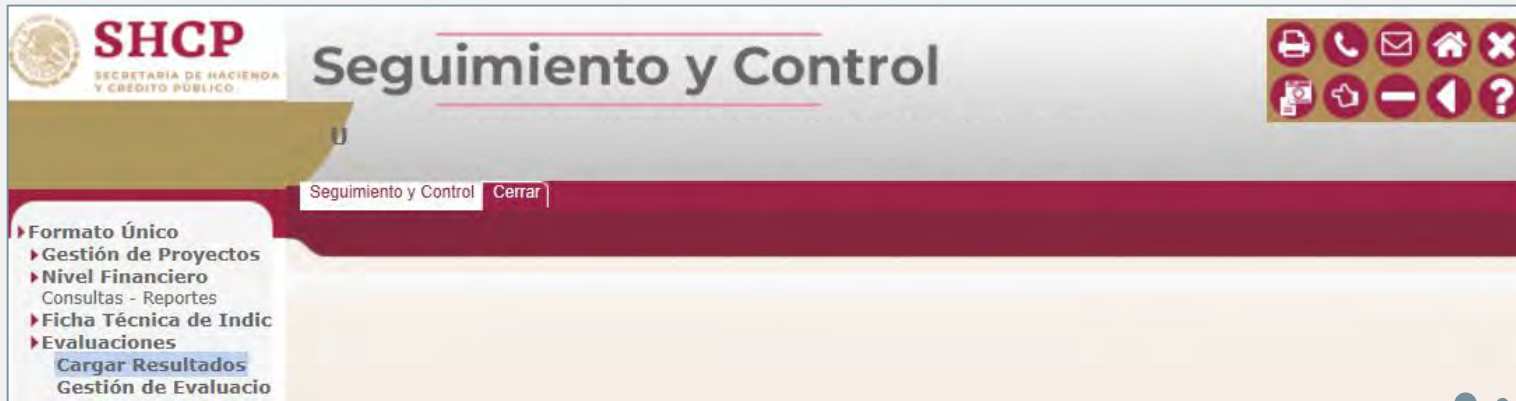 SHCP
SECRETARÍA DE HACIENDA
Y CRÉDITO PÚBLICO
Seguimiento y Control
U
Seguimiento y Control Cerrar
Formato Único
Gestión de Proyectos
Nivel Financiero
Consultas - Reportes
Ficha Técnica de Indic
Evaluaciones
Cargar Resultados
Gestión de Evaluacio